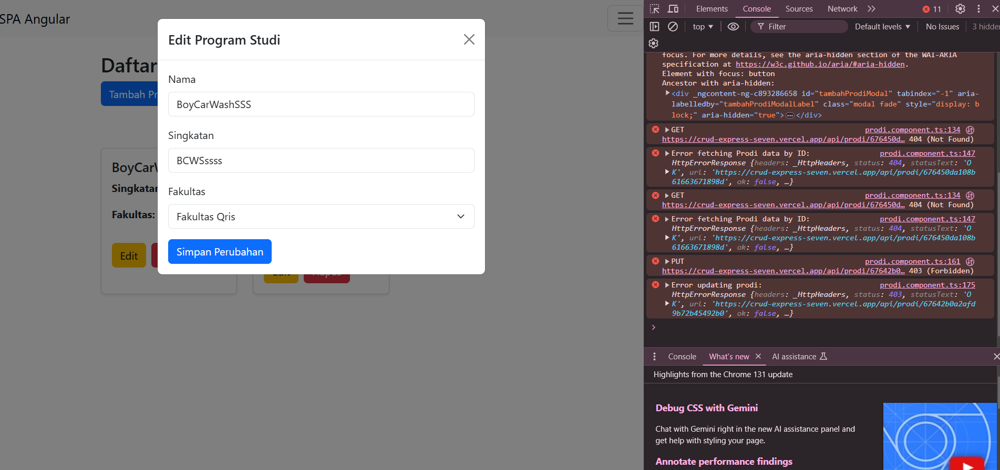 SPA Angular
Daftar
Tambah Pr
BoyCarW
Singkatan
Fakultas:
Edit
Edit Program Studi
Nama
BoyCarWashSSS
Singkatan
BCWSssss
Fakultas
Fakultas Qris
Simpan Perubahan
Edit Hapus
Elements Console Sources Network 11
top Filter Default levels No Issues 3 hidde
focus. For more details, see the aria-hidden section of the WAI-ARIA
specification at https://w3c.github.io/aria/#aria-hidden.
Element with focus: button
Ancestor with aria-hidden:
<div _ngcontent-ng-c893286658 id="tambahProdiModal" tabindex="-1" aria-
labelledby="tambahProdiModalLabel" class="modal fade" style="display: b
lock;" aria-hidden="true">…</div>
GET prodi.component.ts:134
https://crud-express-seven.vercel.app/api/prodi/676450d… 404 (Not Found)
Error fetching Prodi data by ID: prodi.component.ts:147
HttpErrorResponse {headers: _HttpHeaders, status: 404, statusText: 'O
K', url: 'https://crud-express-seven.vercel.app/api/prodi/676450da108b
61663671898d', ok: false, …}
GET prodi.component.ts:134
https://crud-express-seven.vercel.app/api/prodi/676450d… 404 (Not Found)
Error fetching Prodi data by ID: prodi.component.ts:147
HttpErrorResponse {headers: _HttpHeaders, status: 404, statusText: 'O
K', url: 'https://crud-express-seven.vercel.app/api/prodi/676450da108b
61663671898d', ok: false, …}
PUT prodi.component.ts:161
https://crud-express-seven.vercel.app/api/prodi/67642b0… 403 (Forbidden)
Error updating prodi: prodi.component.ts:175
HttpErrorResponse {headers: _HttpHeaders, status: 403, statusText: 'O
K', url: 'https://crud-express-seven.vercel.app/api/prodi/67642b0a2afd
9b72b45492b0', ok: false, …}
Console What's new AI assistance
Highlights from the Chrome 131 update
Debug CSS with Gemini
Chat with Gemini right in the new AI assistance panel and
get help with styling your page.
Annotate performance findings